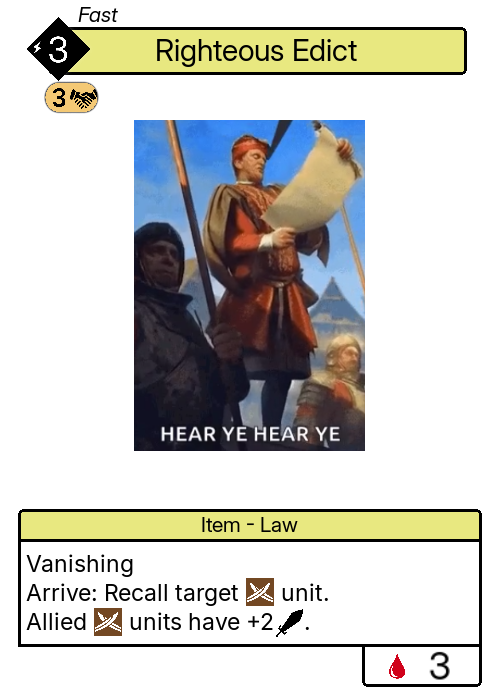 Fast
3
Righteous Edict
3
HEAR YE HEAR YE
Item - Law
Vanishing
Arrive: Recall target unit.
Allied units have +2.
3